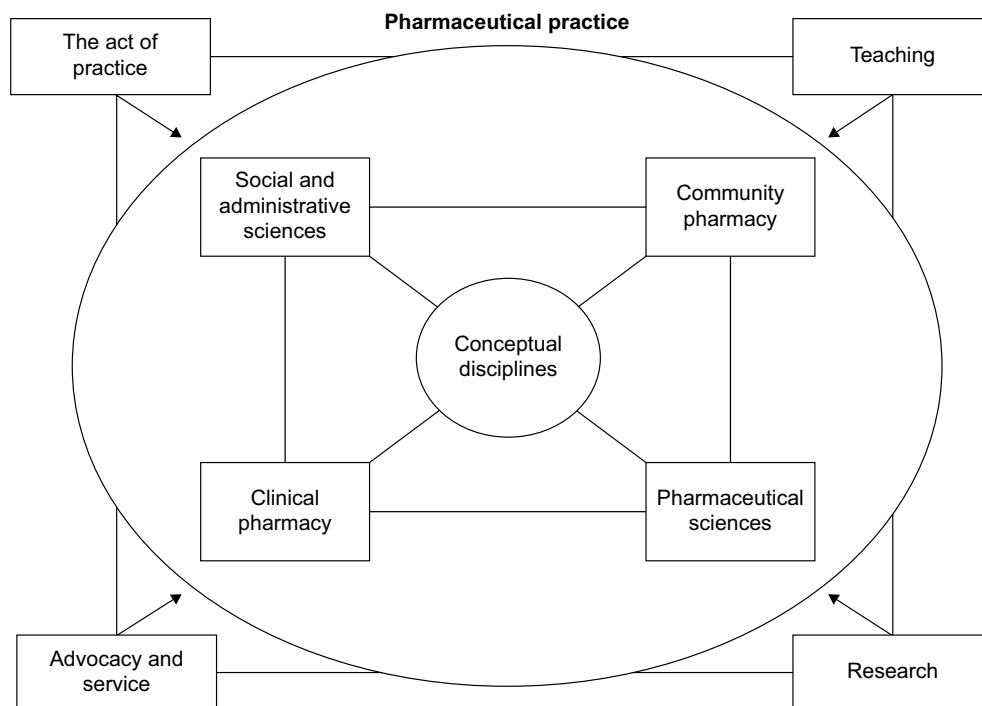 Pharmaceutical practice
The act of
practice
Teaching
Social and
administrative
sciences
Community
pharmacy
Conceptual
disciplines
Clinical
pharmacy
Pharmaceutical
sciences
Advocacy and
service
Research